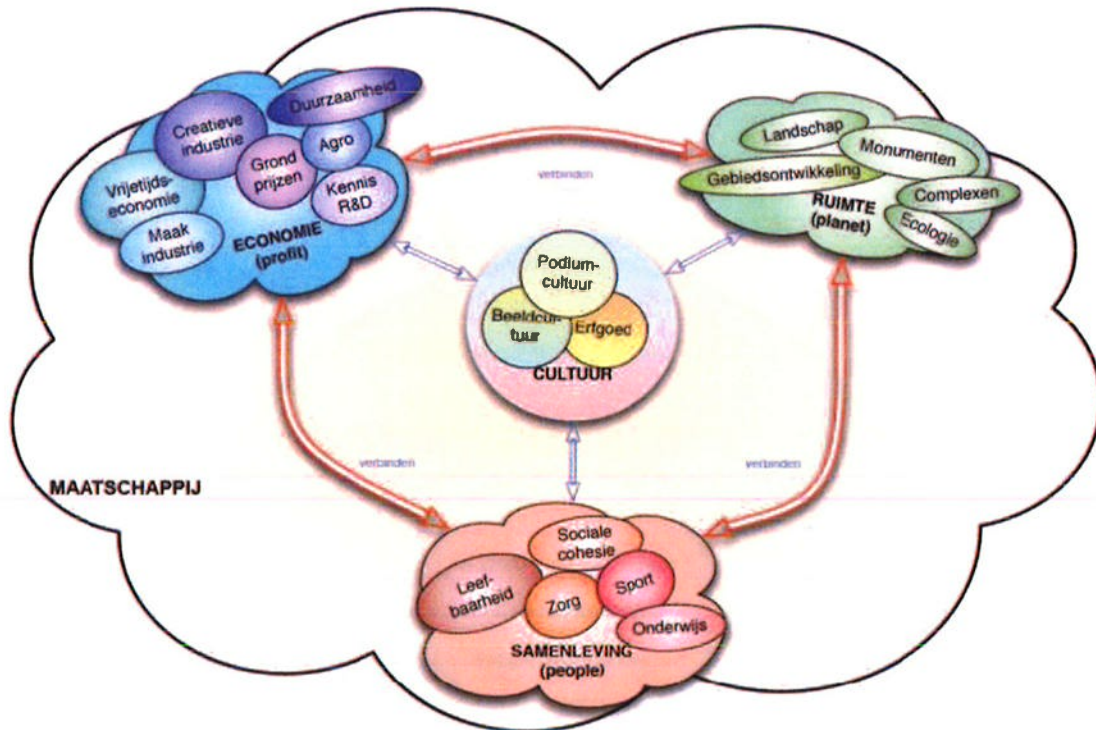 Duurzaamheid
Creatieve
industrie
Agro
Grond
prijzen
Kennis
R&D
Vrijetijds-
economie
Maak
industrie
ECONOMIE
(profit)
verbinden
Landschap
Monumenten
Gebiedsontwikkeling
Complexen
RUIMTE
(planet)
Ecologie
Podium-
cultuur
Beeldcul-
tuur
Erfgoed
CULTUUR
verbinden
verbinden
MAATSCHAPPIJ
Sociale
cohesie
Leef-
baarheid
Zorg
Sport
Onderwijs
SAMENLEVING
(people)